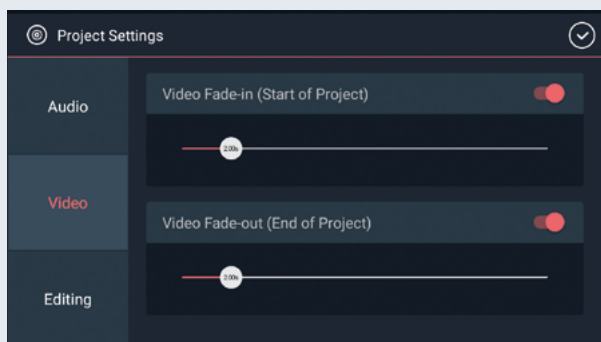 Project Settings
Audio
Video
Editing
Video Fade-in (Start of Project)
2.00s
Video Fade-out (End of Project)
2.00s